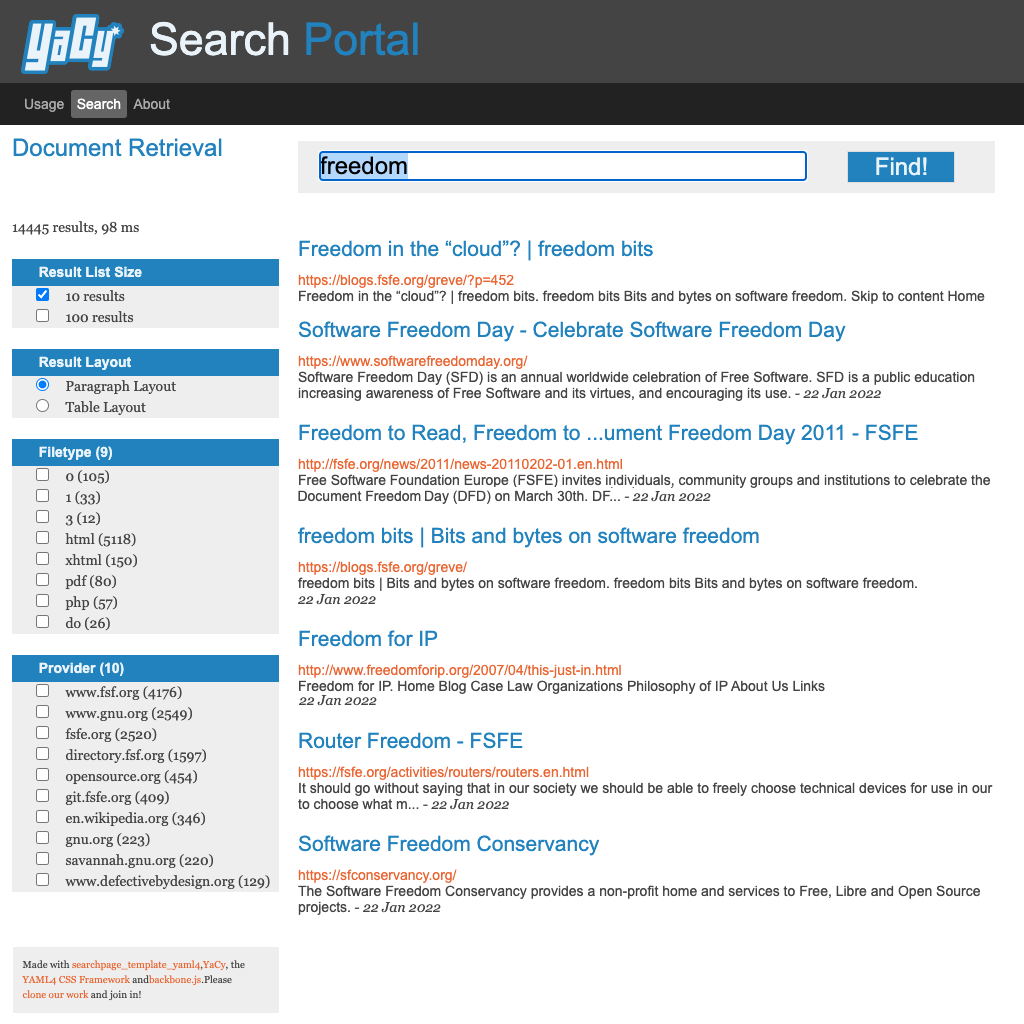 YaCy Search Portal
Usage Search About
Document Retrieval
freedom
Find!
14445 results, 98 ms
Result List Size
10 results
100 results
Result Layout
Paragraph Layout
Table Layout
Filetype (9)
0 (105)
1 (33)
3 (12)
html (5118)
xhtml (150)
pdf (80)
php (57)
do (26)
Provider (10)
www.fsf.org (4176)
www.gnu.org (2549)
fsfe.org (2520)
directory.fsf.org (1597)
opensource.org (454)
git.fsfe.org (409)
en.wikipedia.org (346)
gnu.org (223)
savannah.gnu.org (220)
www.defectivebydesign.org (129)
Made with searchpage_template_yaml4,YaCy, the
YAML4 CSS Framework andbackbone.js.Please
clone our work and join in!
Freedom in the “cloud”? | freedom bits
https://blogs.fsfe.org/greve/?p=452
Freedom in the “cloud”? | freedom bits. freedom bits Bits and bytes on software freedom. Skip to content Home
Software Freedom Day - Celebrate Software Freedom Day
https://www.softwarefreedomday.org/
Software Freedom Day (SFD) is an annual worldwide celebration of Free Software. SFD is a public education
increasing awareness of Free Software and its virtues, and encouraging its use. - 22 Jan 2022
Freedom to Read, Freedom to ...ument Freedom Day 2011 - FSFE
http://fsfe.org/news/2011/news-20110202-01.en.html
Free Software Foundation Europe (FSFE) invites individuals, community groups and institutions to celebrate the
Document Freedom Day (DFD) on March 30th. DF... - 22 Jan 2022
freedom bits | Bits and bytes on software freedom
https://blogs.fsfe.org/greve/
freedom bits | Bits and bytes on software freedom. freedom bits Bits and bytes on software freedom.
22 Jan 2022
Freedom for IP
http://www.freedomforip.org/2007/04/this-just-in.html
Freedom for IP. Home Blog Case Law Organizations Philosophy of IP About Us Links
22 Jan 2022
Router Freedom - FSFE
https://fsfe.org/activities/routers/routers.en.html
It should go without saying that in our society we should be able to freely choose technical devices for use in our
to choose what m... - 22 Jan 2022
Software Freedom Conservancy
https://sfconservancy.org/
The Software Freedom Conservancy provides a non-profit home and services to Free, Libre and Open Source
projects. - 22 Jan 2022